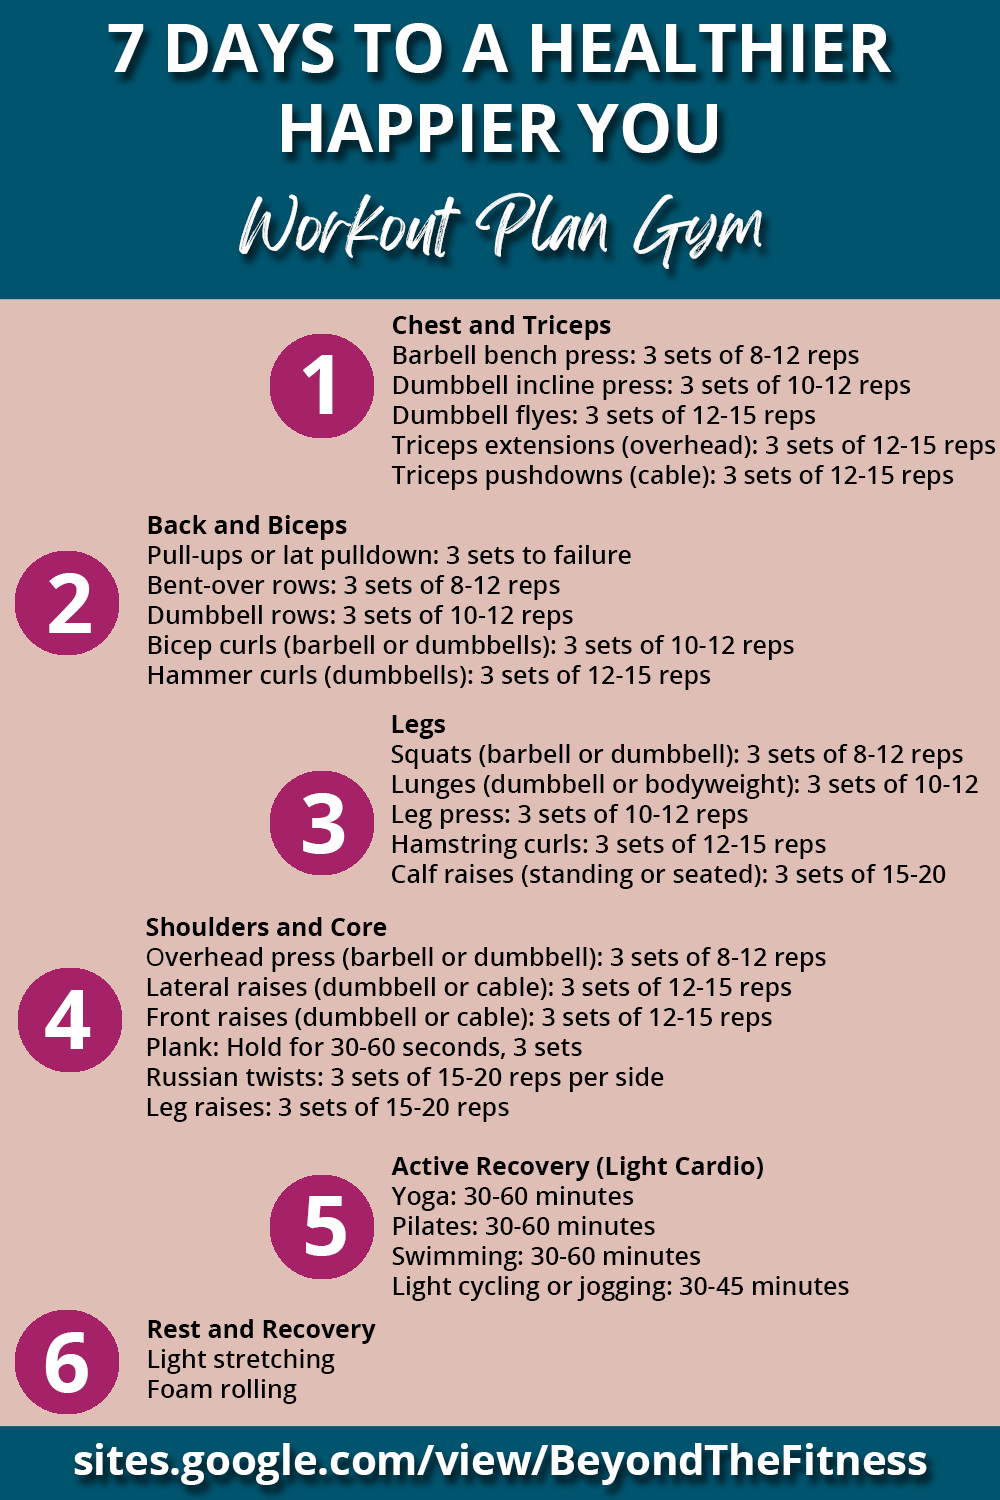 7 DAYS TO A HEALTHIER
HAPPIER YOU
Workout Plan Gym
1
Chest and Triceps
Barbell bench press: 3 sets of 8-12 reps
Dumbbell incline press: 3 sets of 10-12 reps
Dumbbell flyes: 3 sets of 12-15 reps
Triceps extensions (overhead): 3 sets of 12-15 reps
Triceps pushdowns (cable): 3 sets of 12-15 reps
2
Back and Biceps
Pull-ups or lat pulldown: 3 sets to failure
Bent-over rows: 3 sets of 8-12 reps
Dumbbell rows: 3 sets of 10-12 reps
Bicep curls (barbell or dumbbells): 3 sets of 10-12 reps
Hammer curls (dumbbells): 3 sets of 12-15 reps
3
Legs
Squats (barbell or dumbbell): 3 sets of 8-12 reps
Lunges (dumbbell or bodyweight): 3 sets of 10-12
Leg press: 3 sets of 10-12 reps
Hamstring curls: 3 sets of 12-15 reps
Calf raises (standing or seated): 3 sets of 15-20
4
Shoulders and Core
Overhead press (barbell or dumbbell): 3 sets of 8-12 reps
Lateral raises (dumbbell or cable): 3 sets of 12-15 reps
Front raises (dumbbell or cable): 3 sets of 12-15 reps
Plank: Hold for 30-60 seconds, 3 sets
Russian twists: 3 sets of 15-20 reps per side
Leg raises: 3 sets of 15-20 reps
5
Active Recovery (Light Cardio)
Yoga: 30-60 minutes
Pilates: 30-60 minutes
Swimming: 30-60 minutes
Light cycling or jogging: 30-45 minutes
6
Rest and Recovery
Light stretching
Foam rolling
sites.google.com/view/BeyondTheFitness